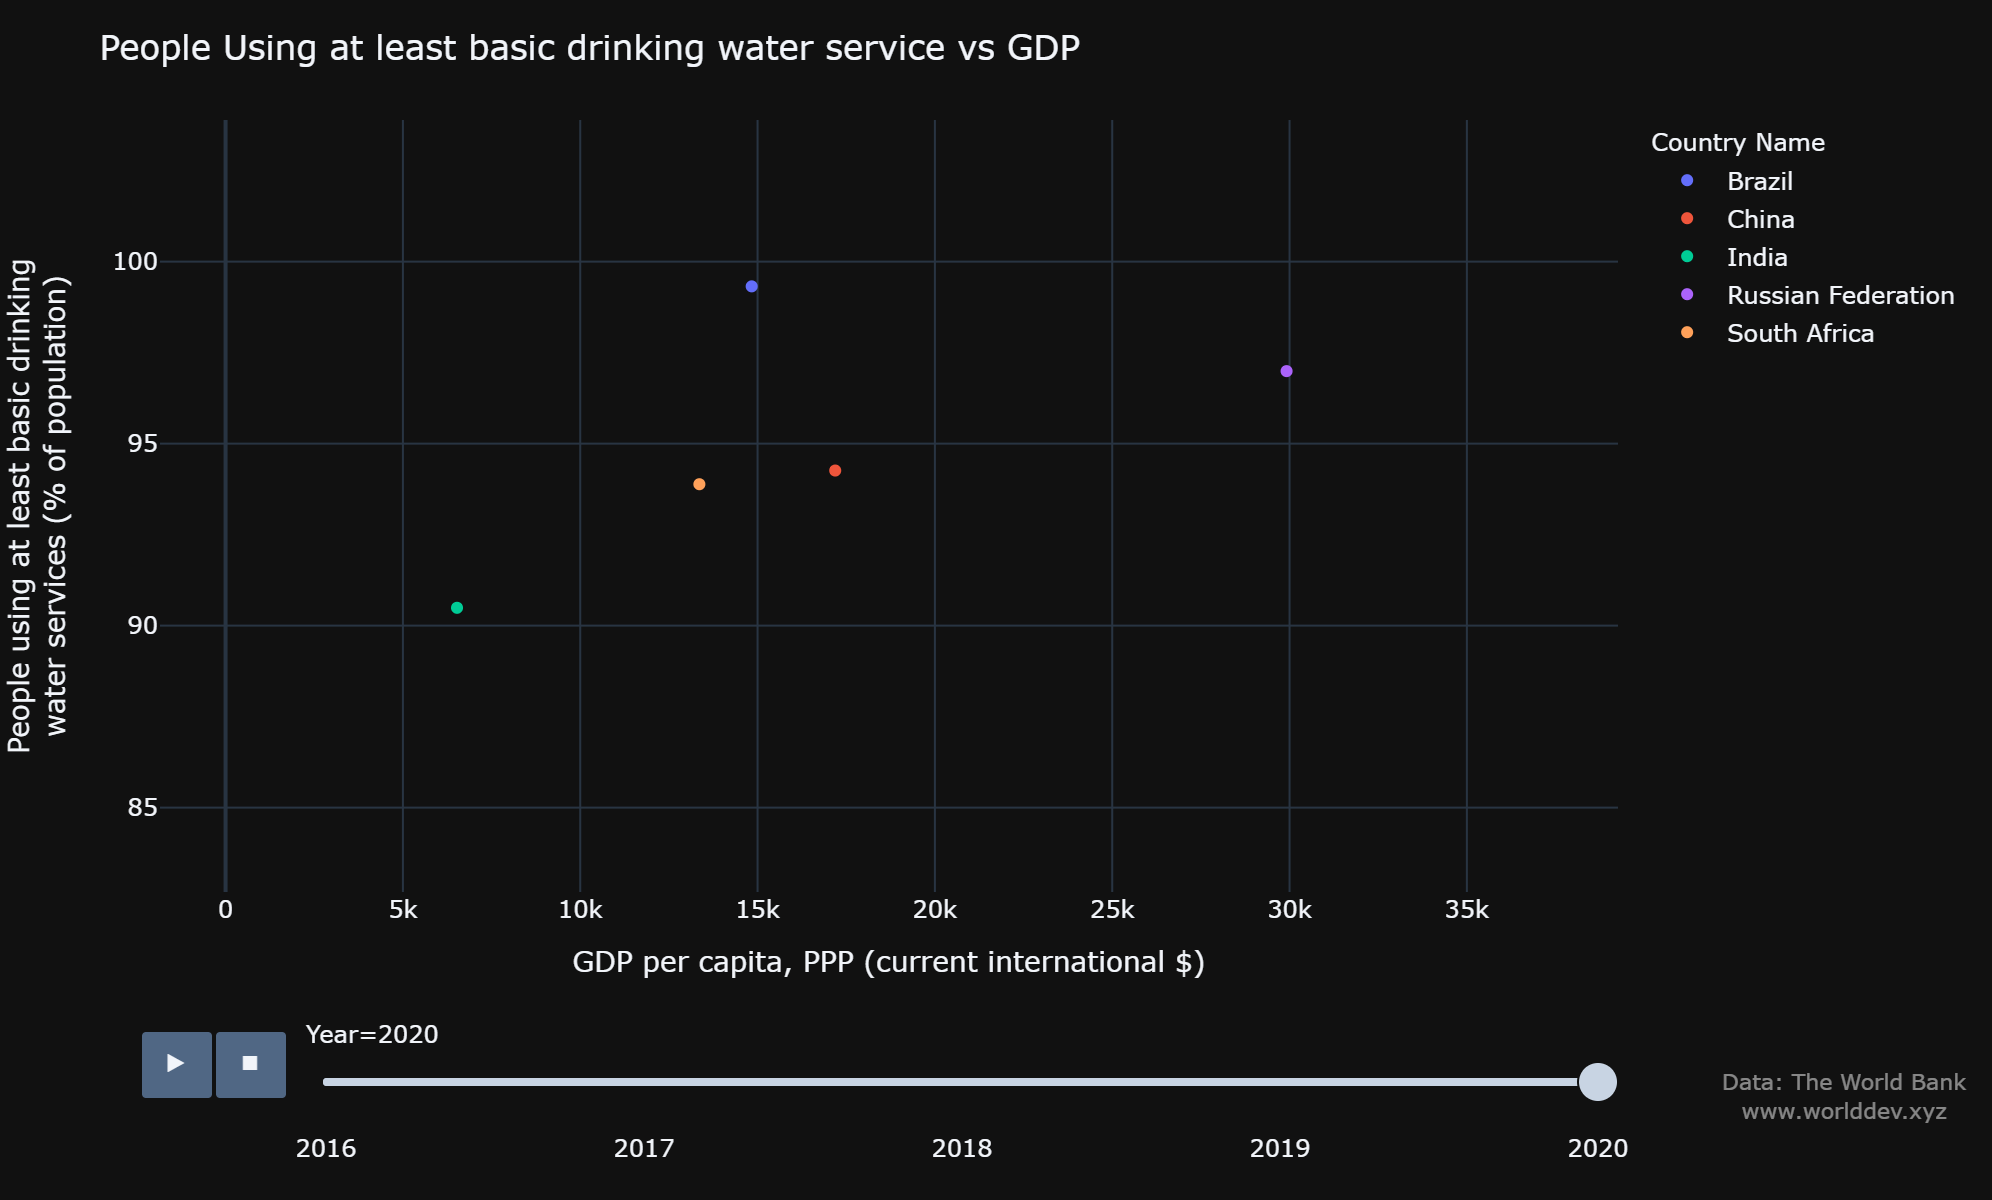 People Using at least basic drinking water service vs GDP
People using at least basic drinking
water services (% of population)
100
95
90
85
0
5k
10k
15k
20k
25k
30k
35k
GDP per capita, PPP (current international $)
Country Name
Brazil
China
India
Russian Federation
South Africa
Year=2020
2016
2017
2018
2019
2020
Data: The World Bank
www.worlddev.xyz